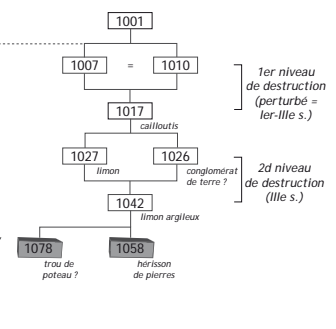 1001
1007 = 1010
1er niveau
de destruction
(perturbé =
Ier-IIIe s.)
1017
cailloutis
1027 1026
limon
conglomérat
de terre ?
2d niveau
de destruction
(IIIe s.)
1042
limon argileux
1078 1058
trou de
poteau ?
hérisson
de pierres